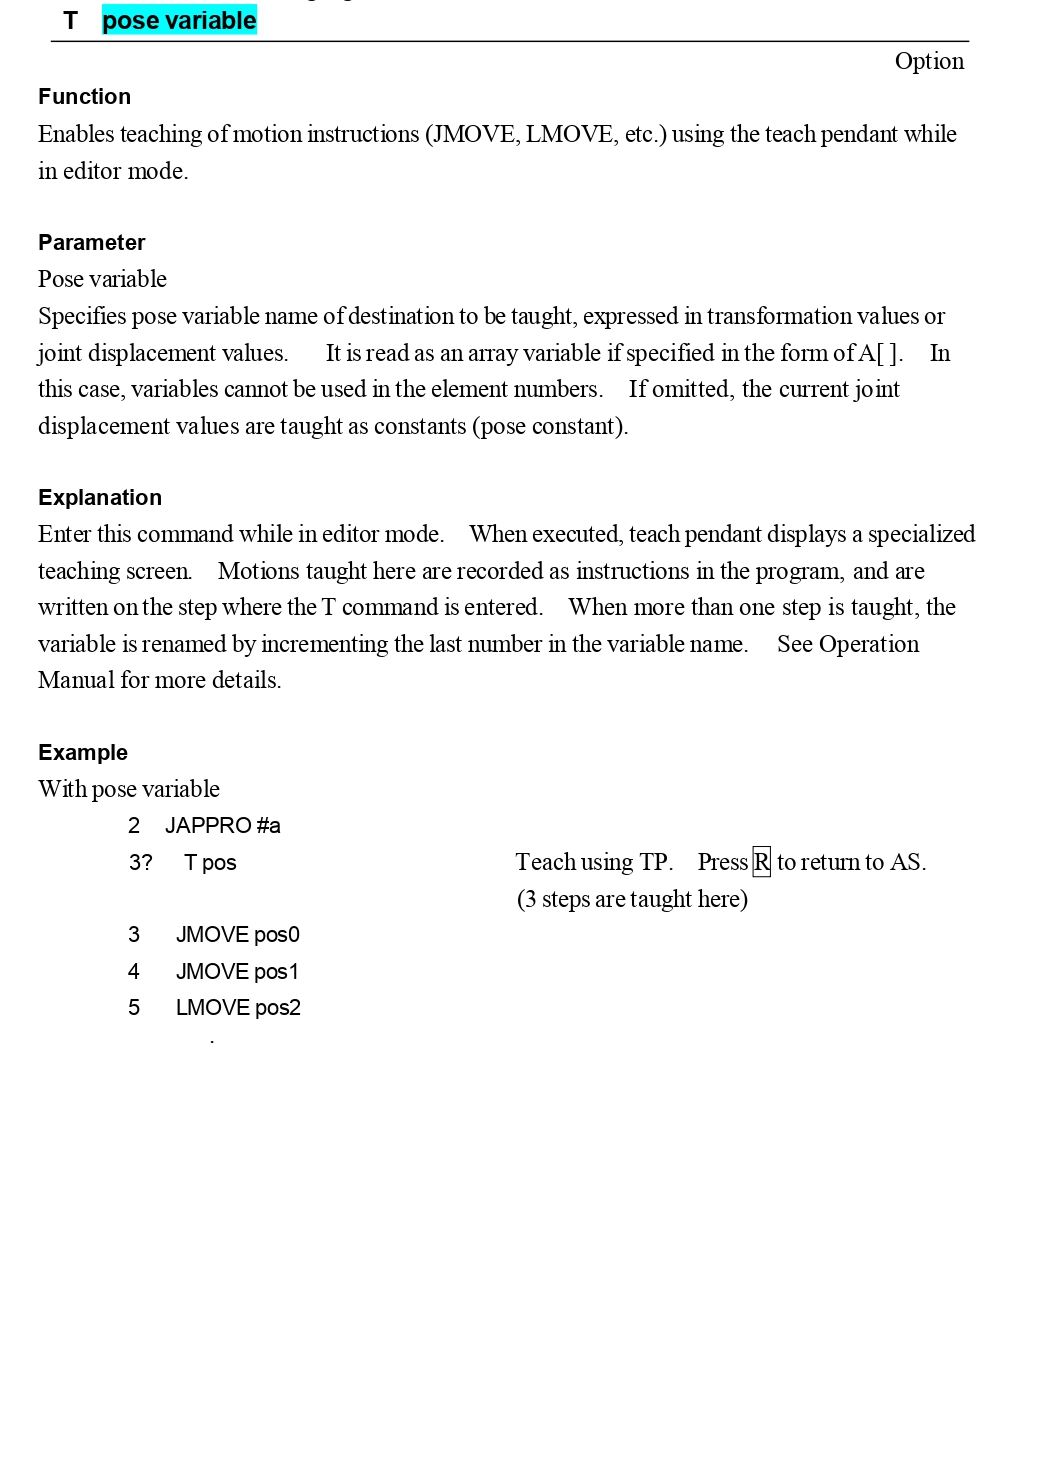 T pose variable
Option
Function
Enables teaching of motion instructions (JMOVE, LMOVE, etc.) using the teach pendant while
in editor mode.
Parameter
Pose variable
Specifies pose variable name of destination to be taught, expressed in transformation values or
joint displacement values. It is read as an array variable if specified in the form of A[ ]. In
this case, variables cannot be used in the element numbers. If omitted, the current joint
displacement values are taught as constants (pose constant).
Explanation
Enter this command while in editor mode. When executed, teach pendant displays a specialized
teaching screen. Motions taught here are recorded as instructions in the program, and are
written on the step where the T command is entered. When more than one step is taught, the
variable is renamed by incrementing the last number in the variable name. See Operation
Manual for more details.
Example
With pose variable
2 JAPPRO #a
3? T pos Teach using TP. Press R to return to AS.
(3 steps are taught here)
3 JMOVE pos0
4 JMOVE pos1
5 LMOVE pos2
.